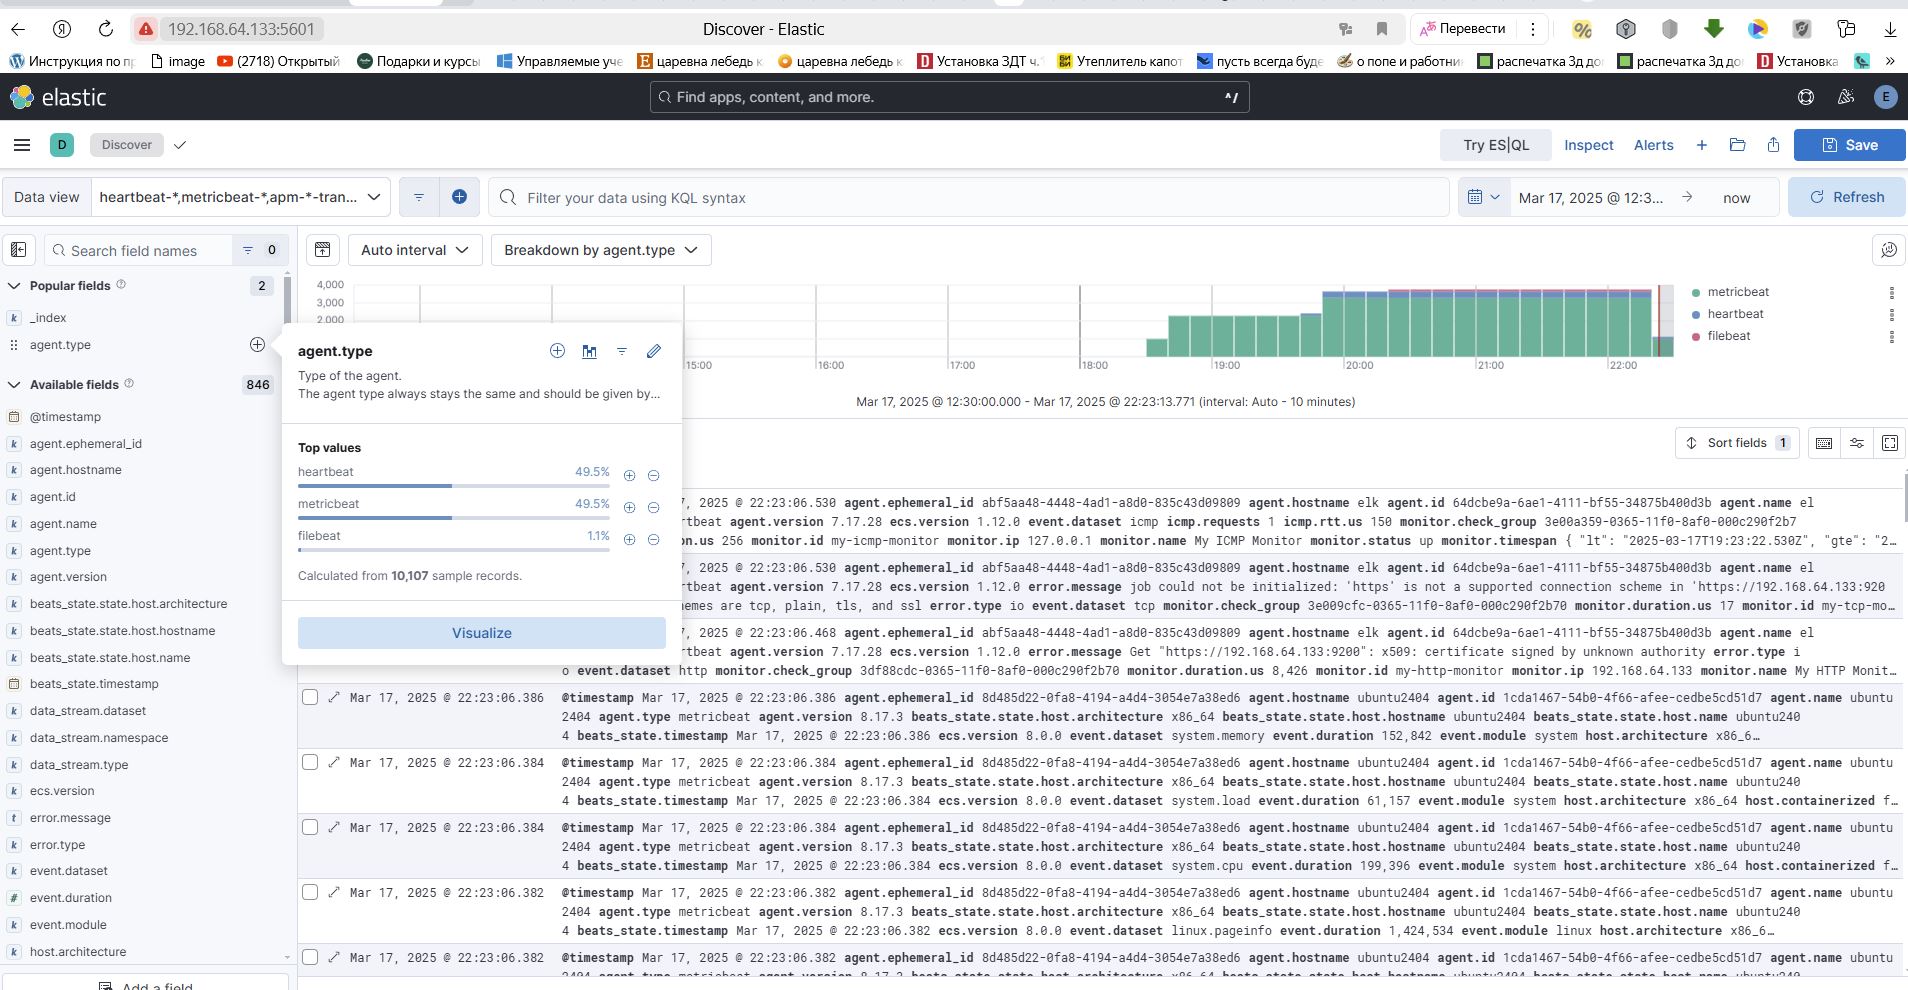 192.168.64.133:5601
Discover - Elastic
Перевести
Инструкция по пр
image
(2718) Открытый
Подарки и курсы
Управляемые уче
царевна лебедь к
царевна лебедь к
Установка ЗДТ ч.
Утеплитель капот
пусть всегда буде
о попе и работни
распечатка 3д до
распечатка 3д до
Установка
»
elastic
Find apps, content, and more.
^/
E
D
Discover
Try ES|QL
Inspect
Alerts
Save
Data view
heartbeat-*,metricbeat-*,apm-*-tran...
Filter your data using KQL syntax
Mar 17, 2025 @ 12:3...
now
Refresh
Search field names
0
Auto interval
Breakdown by agent.type
Popular fields
2
_index
agent.type
Available fields
846
@timestamp
agent.ephemeral_id
agent.hostname
agent.id
agent.name
agent.type
agent.version
beats_state.state.host.architecture
beats_state.state.host.hostname
beats_state.state.host.name
beats_state.timestamp
data_stream.dataset
data_stream.namespace
data_stream.type
ecs.version
error.message
error.type
event.dataset
event.duration
event.module
host.architecture
Add a field
agent.type
Type of the agent.
The agent type always stays the same and should be given by...
Top values
heartbeat 49.5%
metricbeat 49.5%
filebeat 1.1%
Calculated from 10,107 sample records.
Visualize
4,000
3,000
2,000
15:00
16:00
17:00
18:00
19:00
20:00
21:00
22:00
metricbeat
heartbeat
filebeat
Mar 17, 2025 @ 12:30:00.000 - Mar 17, 2025 @ 22:23:13.771 (interval: Auto - 10 minutes)
Sort fields 1
7, 2025 @ 22:23:06.530 agent.ephemeral_id abf5aa48-4448-4ad1-a8d0-835c43d09809 agent.hostname elk agent.id 64dcbe9a-6ae1-4111-bf55-34875b400d3b agent.name el
rtbeat agent.version 7.17.28 ecs.version 1.12.0 event.dataset icmp icmp.requests 1 icmp.rtt.us 150 monitor.check_group 3e00a359-0365-11f0-8af0-000c290f2b7
on.us 256 monitor.id my-icmp-monitor monitor.ip 127.0.0.1 monitor.name My ICMP Monitor monitor.status up monitor.timespan { "lt": "2025-03-17T19:23:22.530Z", "gte": "2...
7, 2025 @ 22:23:06.530 agent.ephemeral_id abf5aa48-4448-4ad1-a8d0-835c43d09809 agent.hostname elk agent.id 64dcbe9a-6ae1-4111-bf55-34875b400d3b agent.name el
rtbeat agent.version 7.17.28 ecs.version 1.12.0 error.message job could not be initialized: 'https' is not a supported connection scheme in 'https://192.168.64.133:920
emes are tcp, plain, tls, and ssl error.type io event.dataset tcp monitor.check_group 3e009cfc-0365-11f0-8af0-000c290f2b70 monitor.duration.us 17 monitor.id my-tcp-mo...
7, 2025 @ 22:23:06.468 agent.ephemeral_id abf5aa48-4448-4ad1-a8d0-835c43d09809 agent.hostname elk agent.id 64dcbe9a-6ae1-4111-bf55-34875b400d3b agent.name el
rtbeat agent.version 7.17.28 ecs.version 1.12.0 error.message Get "https://192.168.64.133:9200": x509: certificate signed by unknown authority error.type i
o event.dataset http monitor.check_group 3df88cdc-0365-11f0-8af0-000c290f2b70 monitor.duration.us 8,426 monitor.id my-http-monitor monitor.ip 192.168.64.133 monitor.name My HTTP Monit...
Mar 17, 2025 @ 22:23:06.386 @timestamp Mar 17, 2025 @ 22:23:06.386 agent.ephemeral_id 8d485d22-0fa8-4194-a4d4-3054e7a38ed6 agent.hostname ubuntu2404 agent.id 1cda1467-54b0-4f66-afee-cedbe5cd51d7 agent.name ubuntu
2404 agent.type metricbeat agent.version 8.17.3 beats_state.state.host.architecture x86_64 beats_state.state.host.hostname ubuntu2404 beats_state.state.host.name ubuntu240
4 beats_state.timestamp Mar 17, 2025 @ 22:23:06.386 ecs.version 8.0.0 event.dataset system.memory event.duration 152,842 event.module system host.architecture x86_6...
Mar 17, 2025 @ 22:23:06.384 @timestamp Mar 17, 2025 @ 22:23:06.384 agent.ephemeral_id 8d485d22-0fa8-4194-a4d4-3054e7a38ed6 agent.hostname ubuntu2404 agent.id 1cda1467-54b0-4f66-afee-cedbe5cd51d7 agent.name ubuntu
2404 agent.type metricbeat agent.version 8.17.3 beats_state.state.host.architecture x86_64 beats_state.state.host.hostname ubuntu2404 beats_state.state.host.name ubuntu240
4 beats_state.timestamp Mar 17, 2025 @ 22:23:06.384 ecs.version 8.0.0 event.dataset system.load event.duration 61,157 event.module system host.architecture x86_64 host.containerized f...
Mar 17, 2025 @ 22:23:06.384 @timestamp Mar 17, 2025 @ 22:23:06.384 agent.ephemeral_id 8d485d22-0fa8-4194-a4d4-3054e7a38ed6 agent.hostname ubuntu2404 agent.id 1cda1467-54b0-4f66-afee-cedbe5cd51d7 agent.name ubuntu
2404 agent.type metricbeat agent.version 8.17.3 beats_state.state.host.architecture x86_64 beats_state.state.host.hostname ubuntu2404 beats_state.state.host.name ubuntu240
4 beats_state.timestamp Mar 17, 2025 @ 22:23:06.384 ecs.version 8.0.0 event.dataset system.cpu event.duration 199,396 event.module system host.architecture x86_64 host.containerized f...
Mar 17, 2025 @ 22:23:06.382 @timestamp Mar 17, 2025 @ 22:23:06.382 agent.ephemeral_id 8d485d22-0fa8-4194-a4d4-3054e7a38ed6 agent.hostname ubuntu2404 agent.id 1cda1467-54b0-4f66-afee-cedbe5cd51d7 agent.name ubuntu
2404 agent.type metricbeat agent.version 8.17.3 beats_state.state.host.architecture x86_64 beats_state.state.host.hostname ubuntu2404 beats_state.state.host.name ubuntu240
4 beats_state.timestamp Mar 17, 2025 @ 22:23:06.382 ecs.version 8.0.0 event.dataset linux.pageinfo event.duration 1,424,534 event.module linux host.architecture x86_6...
Mar 17, 2025 @ 22:23:06.382 @timestamp Mar 17, 2025 @ 22:23:06.382 agent.ephemeral_id 8d485d22-0fa8-4194-a4d4-3054e7a38ed6 agent.hostname ubuntu2404 agent.id 1cda1467-54b0-4f66-afee-cedbe5cd51d7 agent.name ubuntu